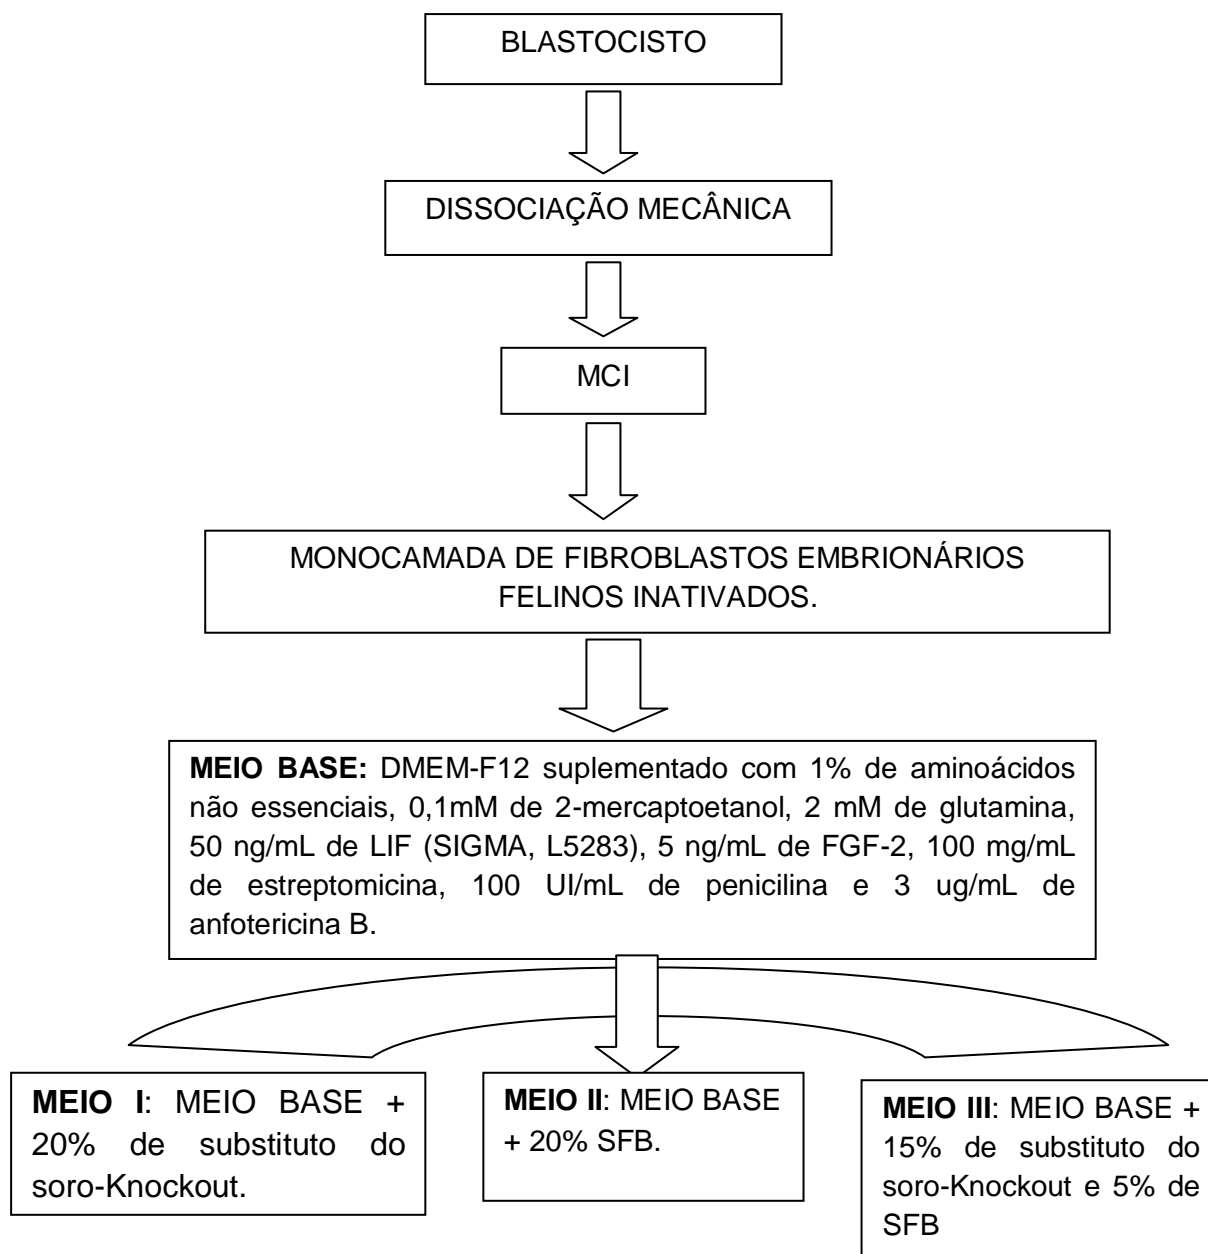 BLASTOCISTO
DISSOCIAÇÃO MECÂNICA
MCI
MONOCAMADA DE FIBROBLASTOS EMBRIONÁRIOS
FELINOS INATIVADOS.
MEIO BASE: DMEM-F12 suplementado com 1% de aminoácidos
não essenciais, 0,1mM de 2-mercaptoetanol, 2 mM de glutamina,
50 ng/mL de LIF (SIGMA, L5283), 5 ng/mL de FGF-2, 100 mg/mL
de estreptomicina, 100 UI/mL de penicilina e 3 ug/mL de
anfotericina B.
MEIO I: MEIO BASE +
20% de substituto do
soro-Knockout.
MEIO II: MEIO BASE
+ 20% SFB.
MEIO III: MEIO BASE +
15% de substituto do
soro-Knockout e 5% de
SFB